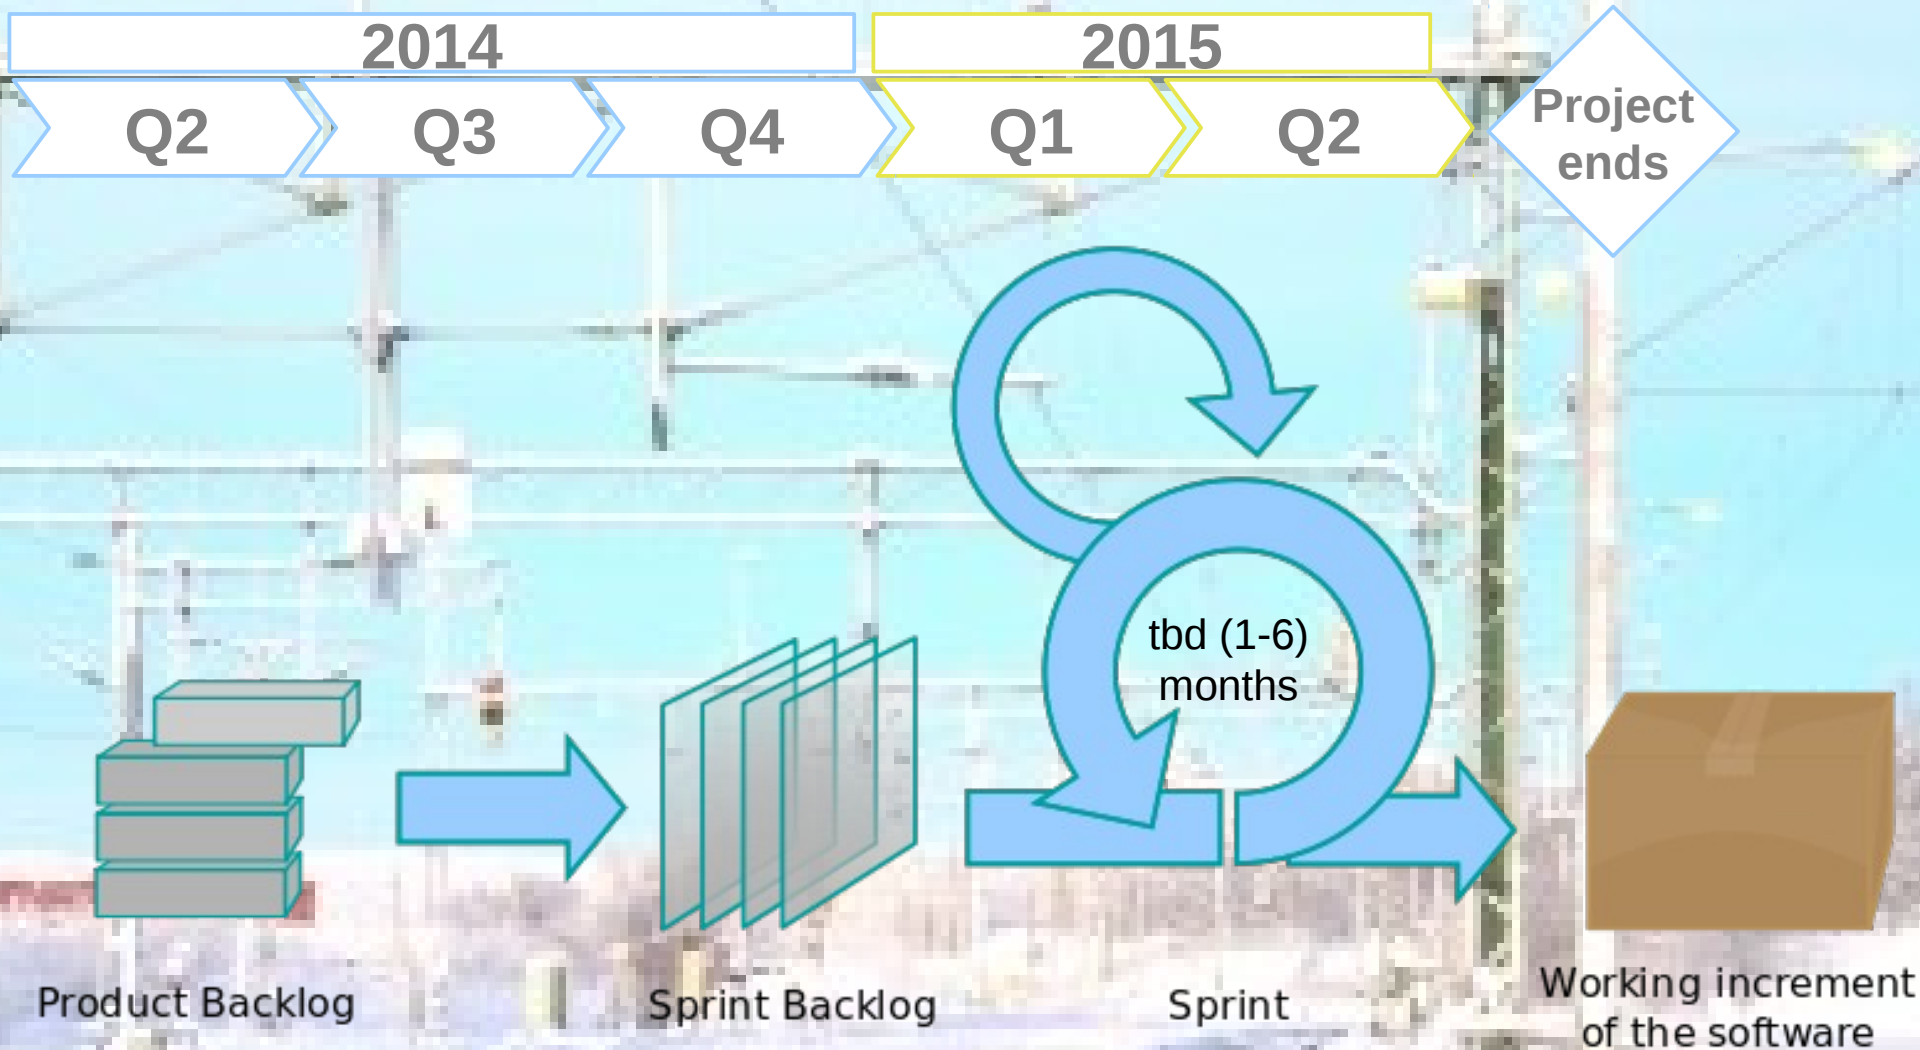 2014
2015
Q2
Q3
Q4
Q1
Q2
Project
ends
tbd (1-6)
months
Product Backlog
Sprint Backlog
Sprint
Working increment
of the software